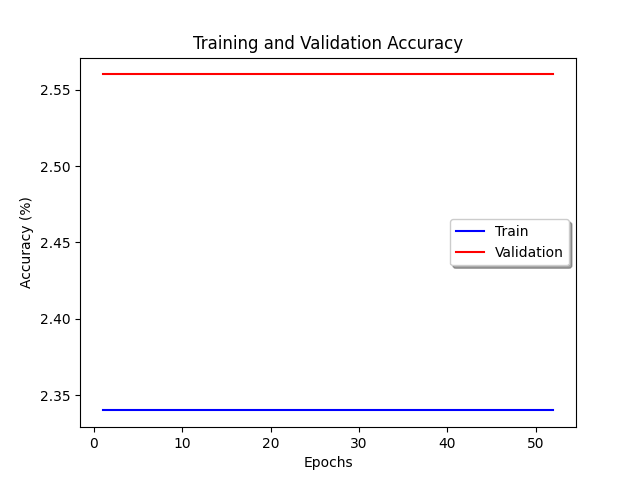 Training and Validation Accuracy
Accuracy (%)
2.55
2.50
2.45
2.40
2.35
Train
Validation
0 10 20 30 40 50
Epochs